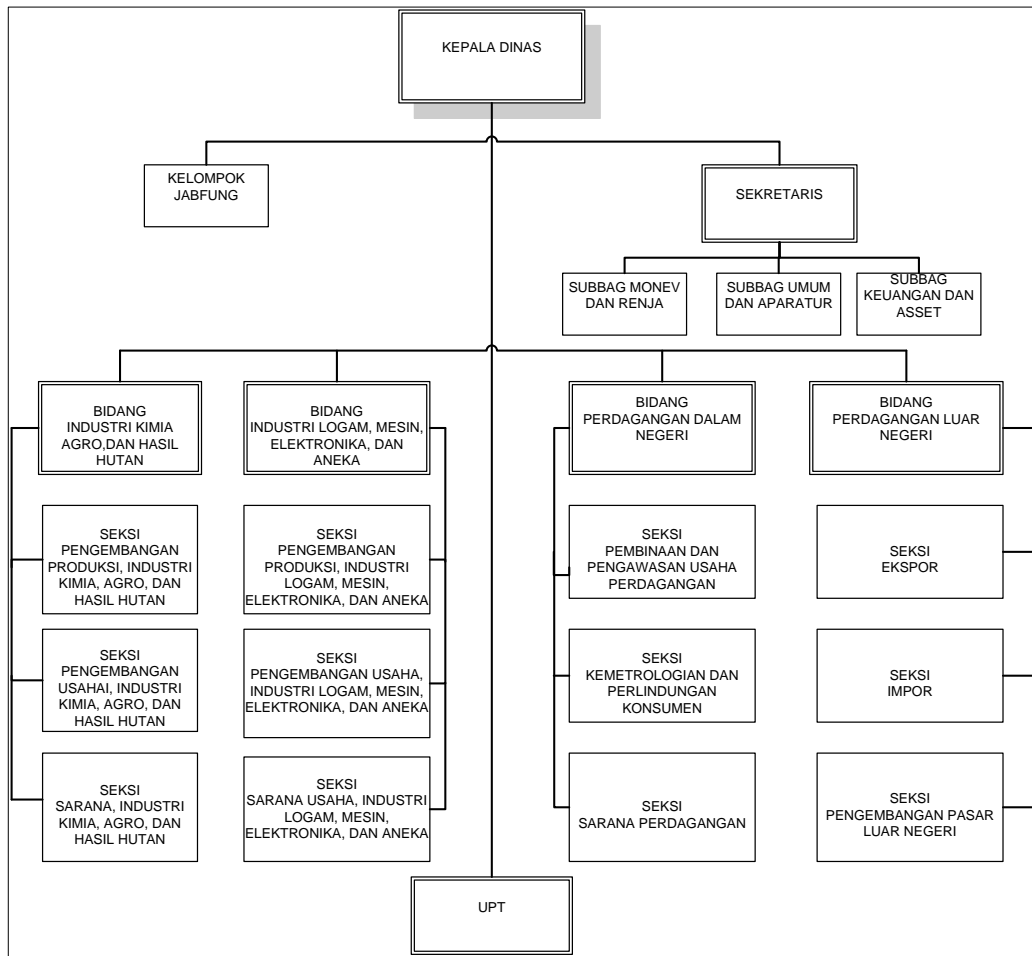 KEPALA DINAS
KELOMPOK
JABFUNG
SEKRETARIS
SUBBAG MONEV
DAN RENJA
SUBBAG UMUM
DAN APARATUR
SUBBAG
KEUANGAN DAN
ASSET
BIDANG
INDUSTRI KIMIA
AGRO,DAN HASIL
HUTAN
BIDANG
INDUSTRI LOGAM, MESIN,
ELEKTRONIKA, DAN
ANEKA
BIDANG
PERDAGANGAN DALAM
NEGERI
BIDANG
PERDAGANGAN LUAR
NEGERI
SEKSI
PENGEMBANGAN
PRODUKSI, INDUSTRI
KIMIA, AGRO, DAN
HASIL HUTAN
SEKSI
PENGEMBANGAN
PRODUKSI, INDUSTRI
LOGAM, MESIN,
ELEKTRONIKA, DAN ANEKA
SEKSI
PEMBINAAN DAN
PENGAWASAN USAHA
PERDAGANGAN
SEKSI
EKSPOR
SEKSI
PENGEMBANGAN
USAHAI, INDUSTRI
KIMIA, AGRO, DAN
HASIL HUTAN
SEKSI
PENGEMBANGAN USAHA,
INDUSTRI LOGAM, MESIN,
ELEKTRONIKA, DAN ANEKA
SEKSI
KEMETROLOGIAN DAN
PERLINDUNGAN
KONSUMEN
SEKSI
IMPOR
SEKSI
SARANA, INDUSTRI
KIMIA, AGRO, DAN
HASIL HUTAN
SEKSI
SARANA USAHA, INDUSTRI
LOGAM, MESIN,
ELEKTRONIKA, DAN ANEKA
SEKSI
SARANA PERDAGANGAN
SEKSI
PENGEMBANGAN PASAR
LUAR NEGERI
UPT